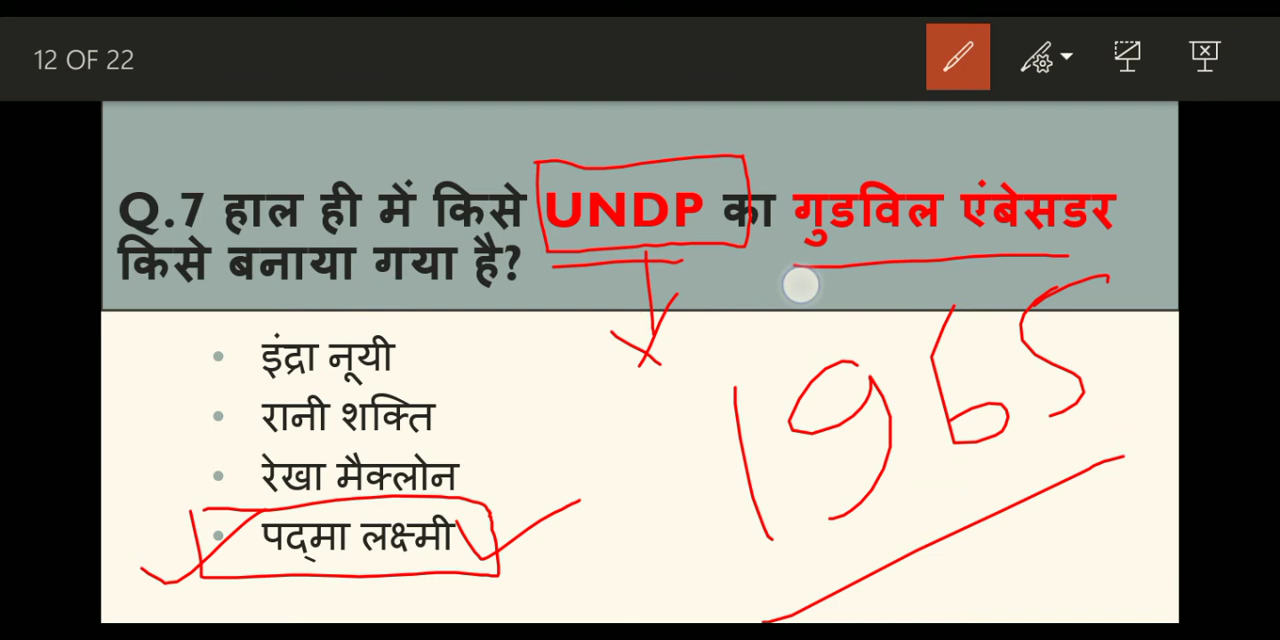 12 OF 22
Q.7 हाल ही में किसे UNDP का गुडविल एंबेसडर
किसे बनाया गया है?
• इंद्रा नूयी
• रानी शक्ति
• रेखा मैक्लोन
• पद्मा लक्ष्मी
1965